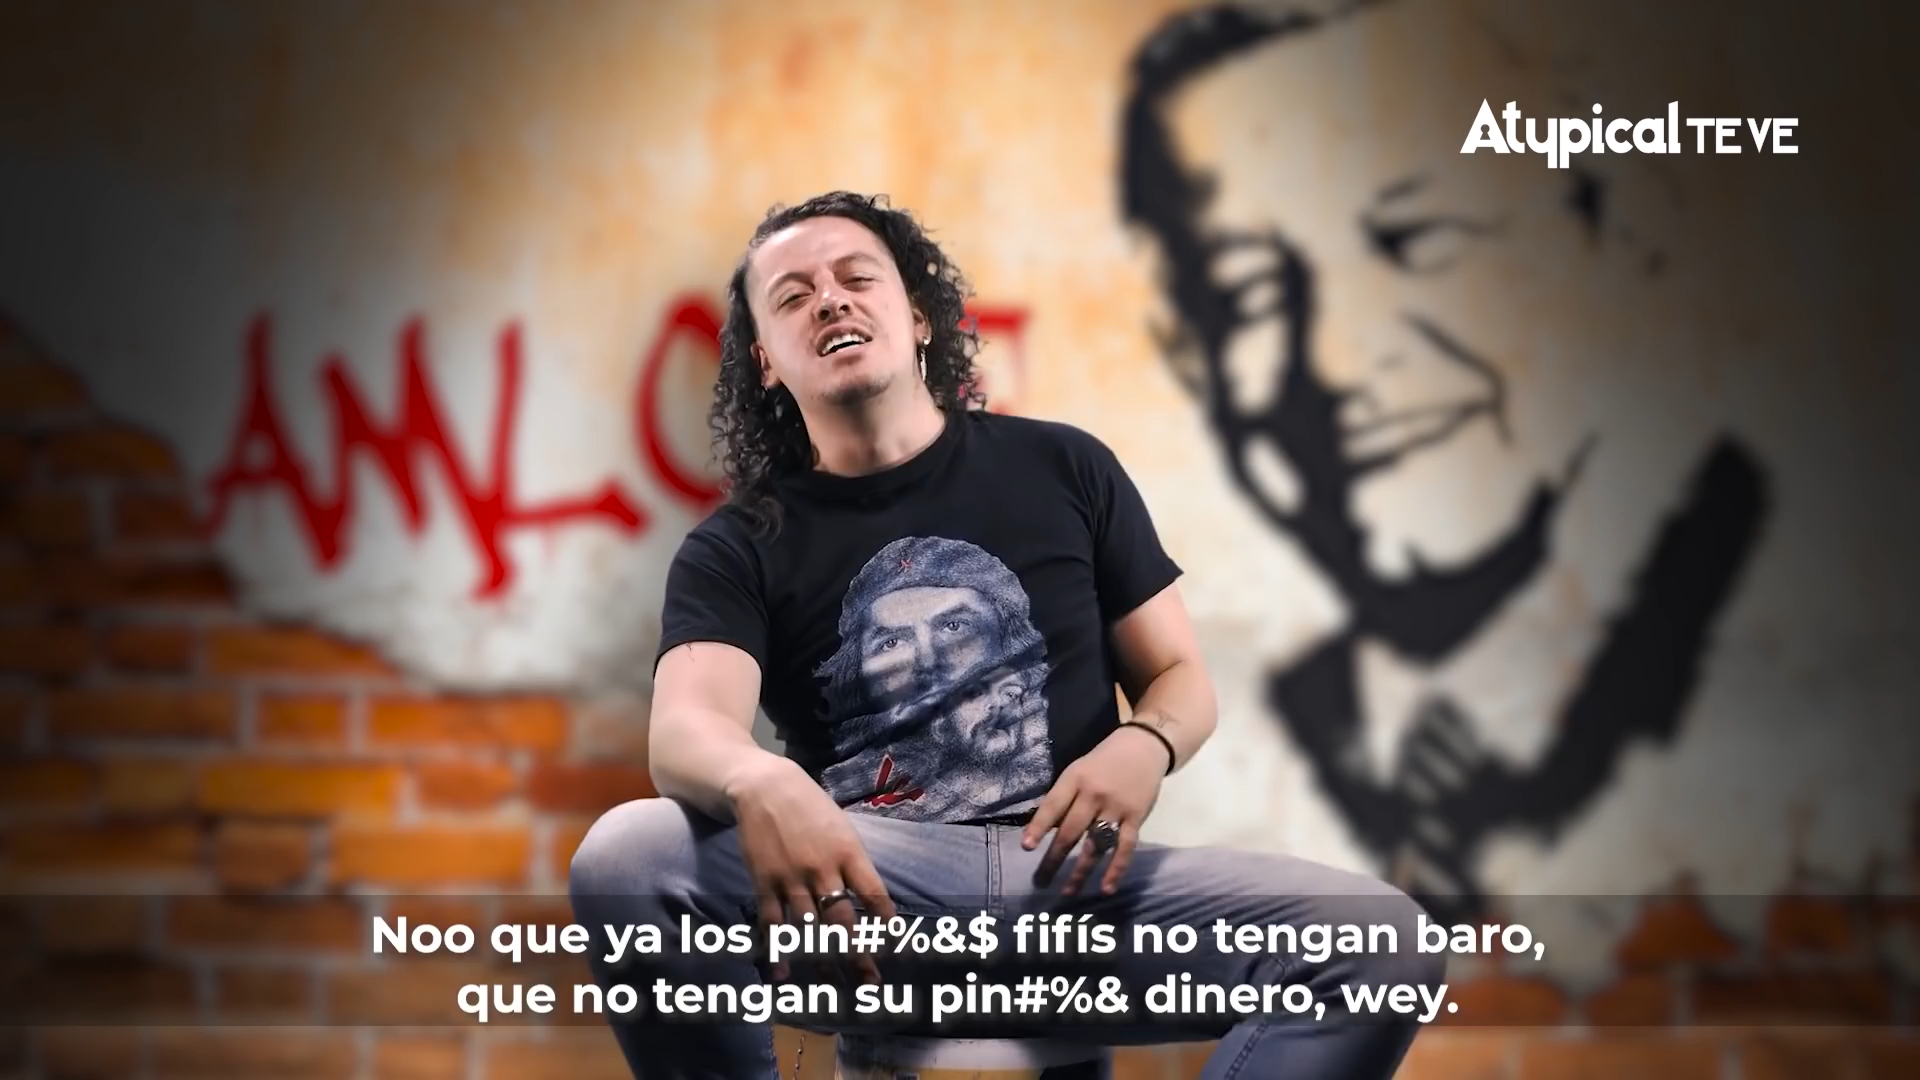 Atypical TE VE
AMLO
Noo que ya los pin#%&$ fifís no tengan baro,
que no tengan su pin#%& dinero, wey.